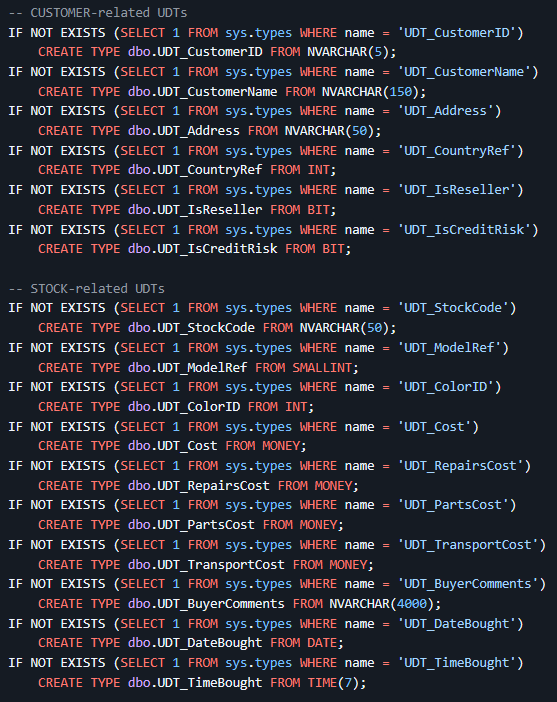 -- CUSTOMER-related UDTs
IF NOT EXISTS (SELECT 1 FROM sys.types WHERE name = 'UDT_CustomerID')
    CREATE TYPE dbo.UDT_CustomerID FROM NVARCHAR(5);
IF NOT EXISTS (SELECT 1 FROM sys.types WHERE name = 'UDT_CustomerName')
    CREATE TYPE dbo.UDT_CustomerName FROM NVARCHAR(150);
IF NOT EXISTS (SELECT 1 FROM sys.types WHERE name = 'UDT_Address')
    CREATE TYPE dbo.UDT_Address FROM NVARCHAR(50);
IF NOT EXISTS (SELECT 1 FROM sys.types WHERE name = 'UDT_CountryRef')
    CREATE TYPE dbo.UDT_CountryRef FROM INT;
IF NOT EXISTS (SELECT 1 FROM sys.types WHERE name = 'UDT_IsReseller')
    CREATE TYPE dbo.UDT_IsReseller FROM BIT;
IF NOT EXISTS (SELECT 1 FROM sys.types WHERE name = 'UDT_IsCreditRisk')
    CREATE TYPE dbo.UDT_IsCreditRisk FROM BIT;

-- STOCK-related UDTs
IF NOT EXISTS (SELECT 1 FROM sys.types WHERE name = 'UDT_StockCode')
    CREATE TYPE dbo.UDT_StockCode FROM NVARCHAR(50);
IF NOT EXISTS (SELECT 1 FROM sys.types WHERE name = 'UDT_ModelRef')
    CREATE TYPE dbo.UDT_ModelRef FROM SMALLINT;
IF NOT EXISTS (SELECT 1 FROM sys.types WHERE name = 'UDT_ColorID')
    CREATE TYPE dbo.UDT_ColorID FROM INT;
IF NOT EXISTS (SELECT 1 FROM sys.types WHERE name = 'UDT_Cost')
    CREATE TYPE dbo.UDT_Cost FROM MONEY;
IF NOT EXISTS (SELECT 1 FROM sys.types WHERE name = 'UDT_RepairsCost')
    CREATE TYPE dbo.UDT_RepairsCost FROM MONEY;
IF NOT EXISTS (SELECT 1 FROM sys.types WHERE name = 'UDT_PartsCost')
    CREATE TYPE dbo.UDT_PartsCost FROM MONEY;
IF NOT EXISTS (SELECT 1 FROM sys.types WHERE name = 'UDT_TransportCost')
    CREATE TYPE dbo.UDT_TransportCost FROM MONEY;
IF NOT EXISTS (SELECT 1 FROM sys.types WHERE name = 'UDT_BuyerComments')
    CREATE TYPE dbo.UDT_BuyerComments FROM NVARCHAR(4000);
IF NOT EXISTS (SELECT 1 FROM sys.types WHERE name = 'UDT_DateBought')
    CREATE TYPE dbo.UDT_DateBought FROM DATE;
IF NOT EXISTS (SELECT 1 FROM sys.types WHERE name = 'UDT_TimeBought')
    CREATE TYPE dbo.UDT_TimeBought FROM TIME(7);